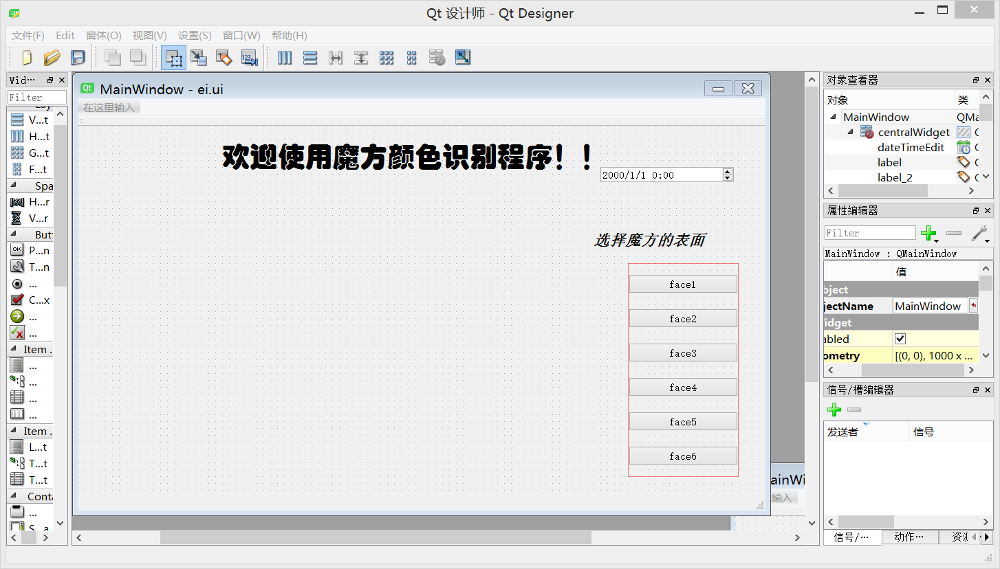 Qt 设计师 - Qt Designer
文件(F) Edit 窗体(O) 视图(V) 设置(S) 窗口(W) 帮助(H)
Wid…
Filter
V...t
H...t
G...t
F...t
Spa
H...r
V...r
But
P...n
T...n
...
C...x
...
...
Item .
...
...
...
...
Item .
L...t
T...t
T...t
Conta
...
S...a
MainWindow - ei.ui
在这里输入
欢迎使用魔方颜色识别程序！！
2000/1/1 0:00
选择魔方的表面
face1
face2
face3
face4
face5
face6
ainWi
输入
对象查看器
对象 类
MainWindow QMa
centralWidget
dateTimeEdit
label
label_2
属性编辑器
Filter
MainWindow : QMainWindow
值
bject
jectName MainWindow
idget
abled
ometry [(0, 0), 1000 x ...
信号/槽编辑器
发送者 信号
信号/… 动作… 资源